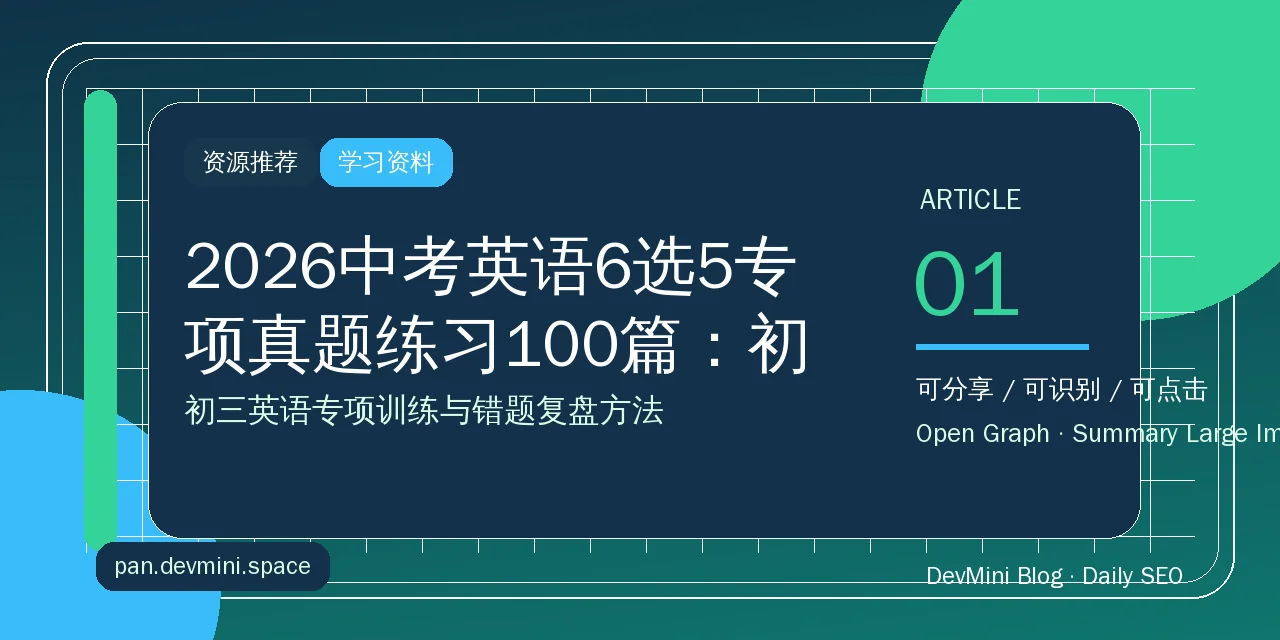 资源推荐
学习资料
2026中考英语6选5专
项真题练习100篇：初
初三英语专项训练与错题复盘方法
ARTICLE
01
可分享 / 可识别 / 可点击
Open Graph · Summary Large Im
pan.devmini.space
DevMini Blog · Daily SEO